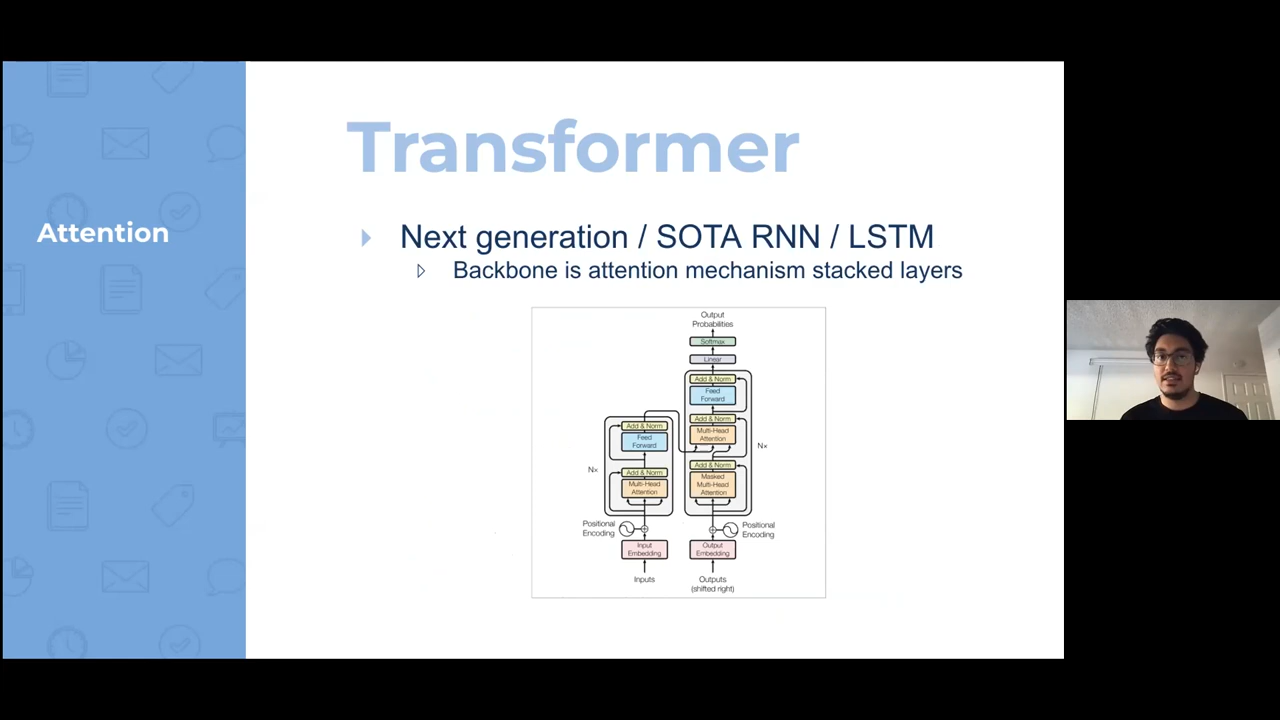 Transformer
Attention
Next generation / SOTA RNN / LSTM
Backbone is attention mechanism stacked layers
Output
Probabilities
Softmax
Linear
Add & Norm
Feed
Forward
Add & Norm
Multi-Head
Attention
Nx
Add & Norm
Masked
Multi-Head
Attention
Add & Norm
Feed
Forward
Nx
Add & Norm
Multi-Head
Attention
Positional
Encoding
Positional
Encoding
Input
Embedding
Output
Embedding
Inputs
Outputs
(shifted right)